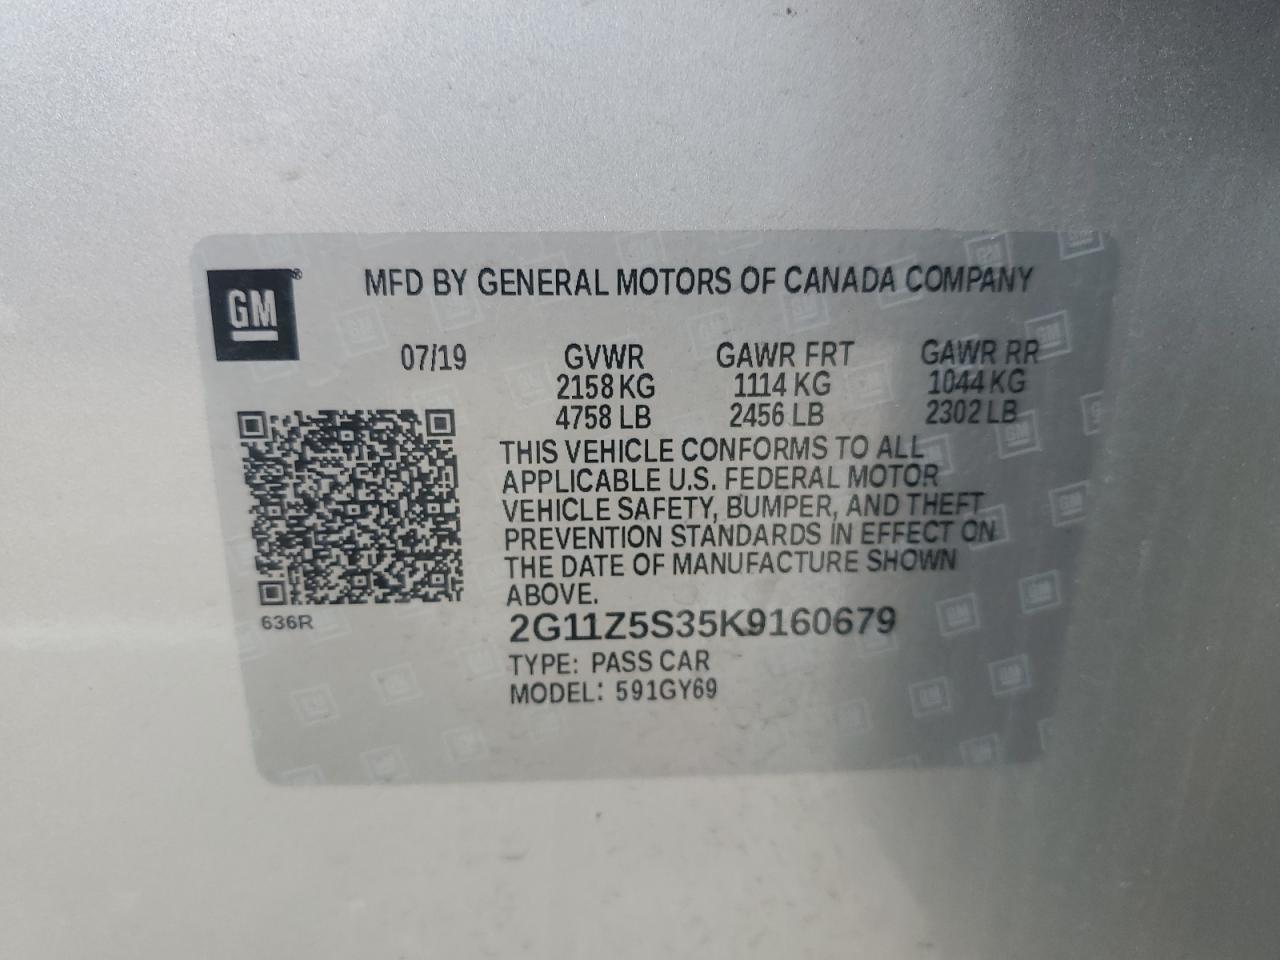 GM®
MFD BY GENERAL MOTORS OF CANADA COMPANY
07/19 GVWR GAWR FRT GAWR RR
2158 KG 1114 KG 1044 KG
4758 LB 2456 LB 2302 LB
THIS VEHICLE CONFORMS TO ALL
APPLICABLE U.S. FEDERAL MOTOR
VEHICLE SAFETY, BUMPER, AND THEFT
PREVENTION STANDARDS IN EFFECT ON
THE DATE OF MANUFACTURE SHOWN
ABOVE.
636R
2G11Z5S35K9160679
TYPE: PASS CAR
MODEL: 591GY69